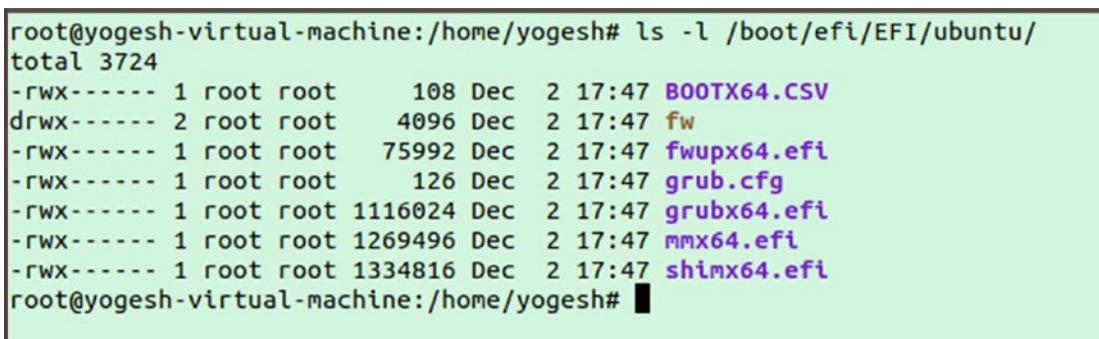 root@yogesh-virtual-machine:/home/yogesh# ls -l /boot/efi/EFI/ubuntu/
total 3724
-rwx------ 1 root root     108 Dec  2 17:47 BOOTX64.CSV
drwx------ 2 root root    4096 Dec  2 17:47 fw
-rwx------ 1 root root   75992 Dec  2 17:47 fwupx64.efi
-rwx------ 1 root root     126 Dec  2 17:47 grub.cfg
-rwx------ 1 root root 1116024 Dec  2 17:47 grubx64.efi
-rwx------ 1 root root 1269496 Dec  2 17:47 mmx64.efi
-rwx------ 1 root root 1334816 Dec  2 17:47 shimx64.efi
root@yogesh-virtual-machine:/home/yogesh#